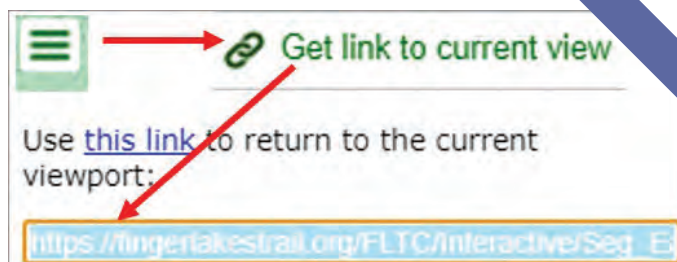 Get link to current view
Use this link to return to the current
viewport:
https://fingerlakestrail.org/FLTC/interactive/Seg_E